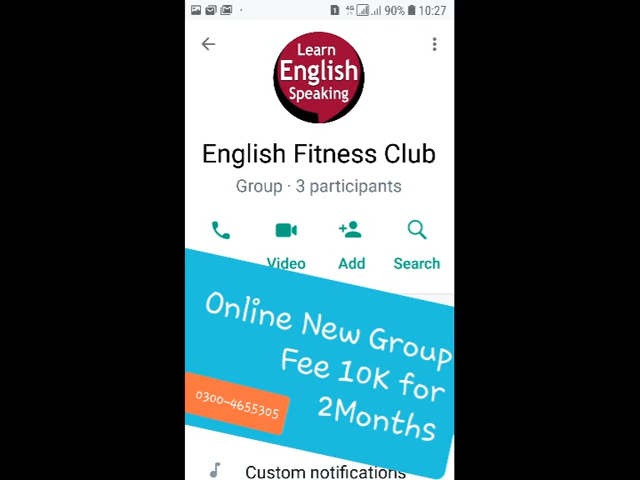 90% 10:27
Learn
English
Speaking
English Fitness Club
Group · 3 participants
Video Add Search
Online New Group
Fee 10K for
2Months
0300-4655305
Custom notifications